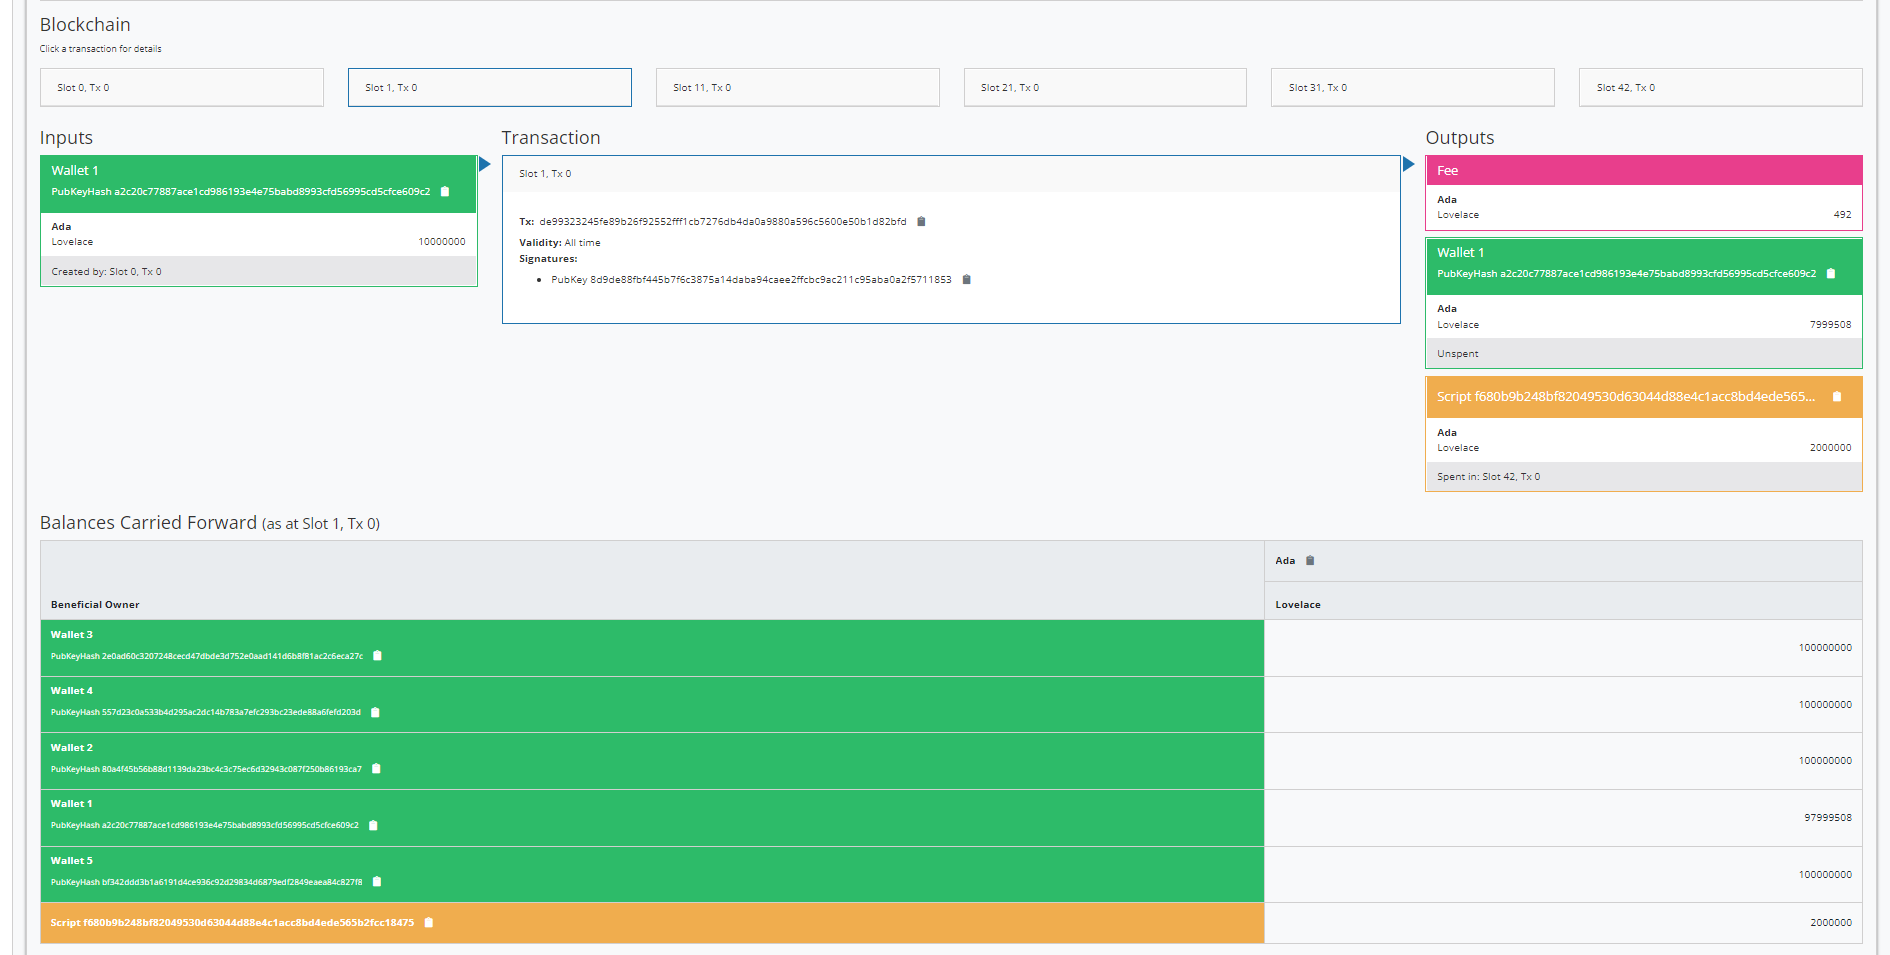 Blockchain
Click a transaction for details
Slot 0, Tx 0
Slot 1, Tx 0
Slot 11, Tx 0
Slot 21, Tx 0
Slot 31, Tx 0
Slot 42, Tx 0
Inputs
Wallet 1
PubKeyHash a2c20c77887ace1cd986193e4e75babd8993cfd56995cd5cfce609c2
Ada
Lovelace 10000000
Created by: Slot 0, Tx 0
Transaction
Slot 1, Tx 0
Tx: de99323245fe89b26f92552fff1cb7276db4da0a9880a596c5600e50b1d82bfd
Validity: All time
Signatures:
PubKey 8d9de88fbf445b7f6c3875a14daba94caee2ffcbc9ac211c95aba0a2f5711853
Outputs
Fee
Ada
Lovelace 492
Wallet 1
PubKeyHash a2c20c77887ace1cd986193e4e75babd8993cfd56995cd5cfce609c2
Ada
Lovelace 7999508
Unspent
Script f680b9b248bf82049530d63044d88e4c1acc8bd4ede565...
Ada
Lovelace 2000000
Spent in: Slot 42, Tx 0
Balances Carried Forward (as at Slot 1, Tx 0)
Ada
Beneficial Owner Lovelace
Wallet 3
PubKeyHash 2e0ad60c3207248cecd47dbde3d752e0aad141d6b8f81ac2c6eca27c
100000000
Wallet 4
PubKeyHash 557d23c0a533b4d295ac2dc14b783a7efc293bc23ede88a6fefd203d
100000000
Wallet 2
PubKeyHash 80a4f45b56b88d1139da23bc4c3c75ec6d32943c087f250b86193ca7
100000000
Wallet 1
PubKeyHash a2c20c77887ace1cd986193e4e75babd8993cfd56995cd5cfce609c2
97999508
Wallet 5
PubKeyHash bf342ddd3b1a6191d4ce936c92d29834d6879edf2849eaea84c827f8
100000000
Script f680b9b248bf82049530d63044d88e4c1acc8bd4ede565b2fcc18475
2000000